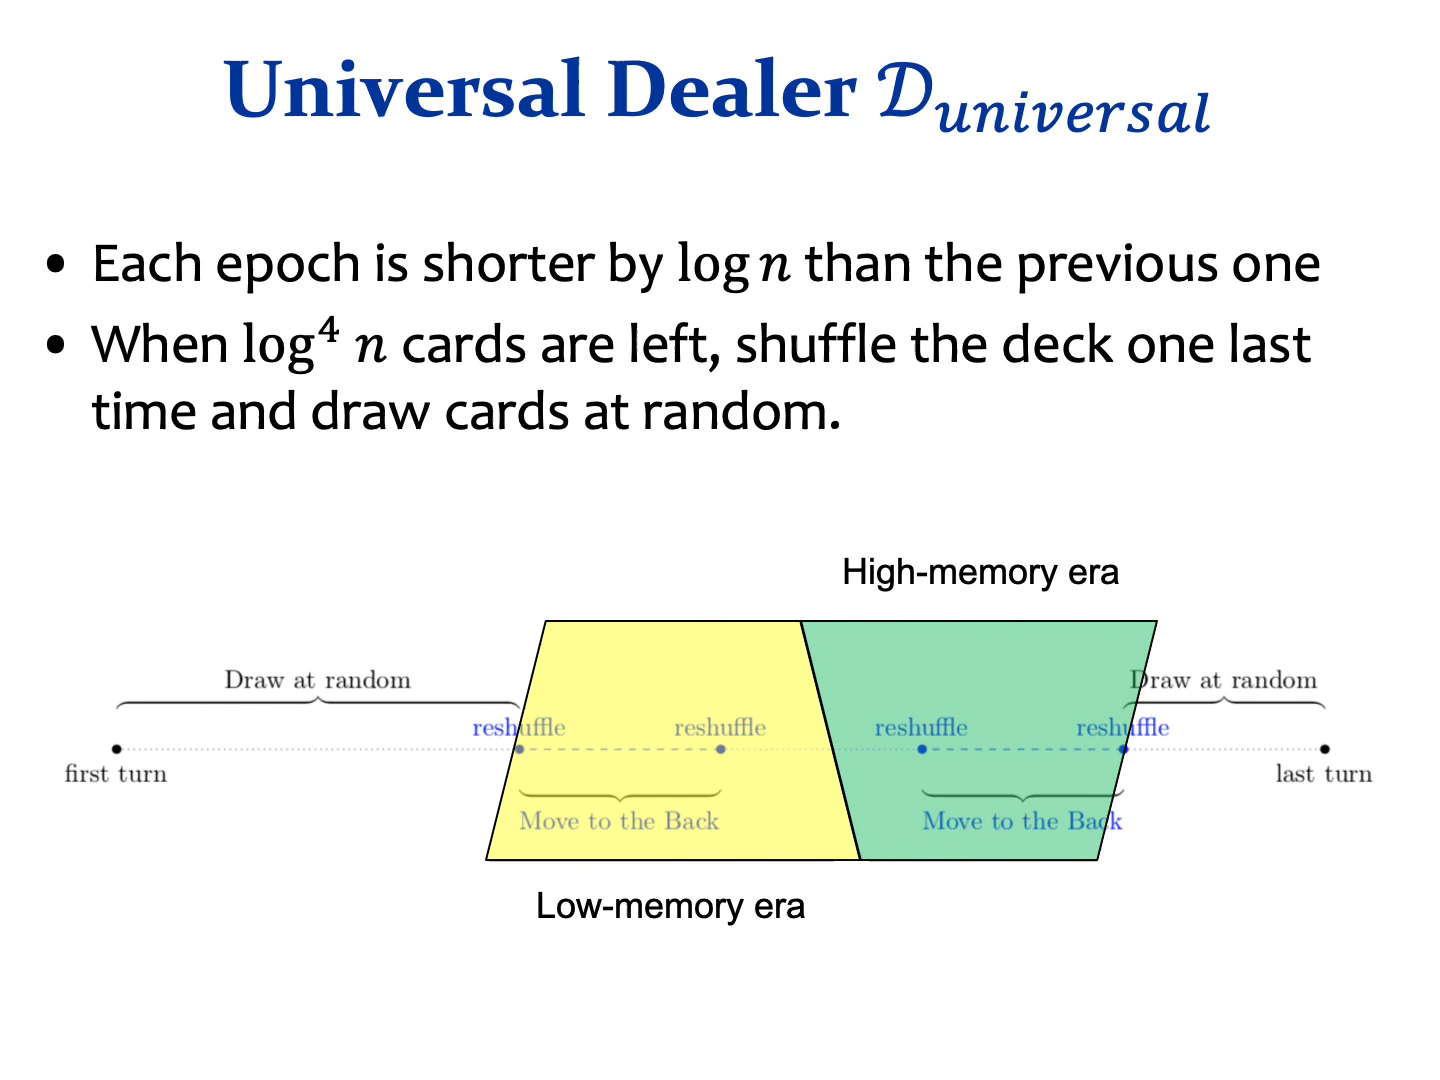 Universal Dealer 𝒟_universal
• Each epoch is shorter by log n than the previous one
• When log⁴ n cards are left, shuffle the deck one last
time and draw cards at random.
High-memory era
Draw at random
Draw at random
reshuffle
reshuffle
reshuffle
reshuffle
first turn
last turn
Move to the Back
Move to the Back
Low-memory era